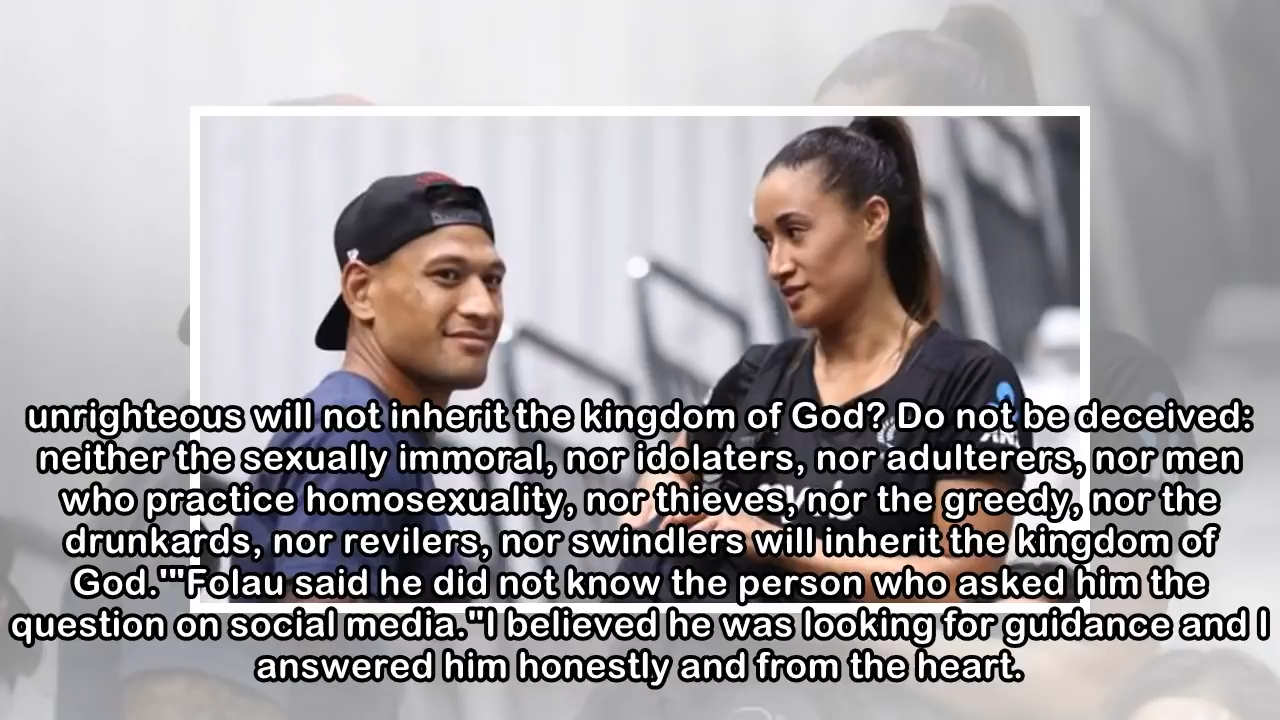 unrighteous will not inherit the kingdom of God? Do not be deceived:
neither the sexually immoral, nor idolaters, nor adulterers, nor men
who practice homosexuality, nor thieves, nor the greedy, nor the
drunkards, nor revilers, nor swindlers will inherit the kingdom of
God.'"Folau said he did not know the person who asked him the
question on social media."I believed he was looking for guidance and I
answered him honestly and from the heart.